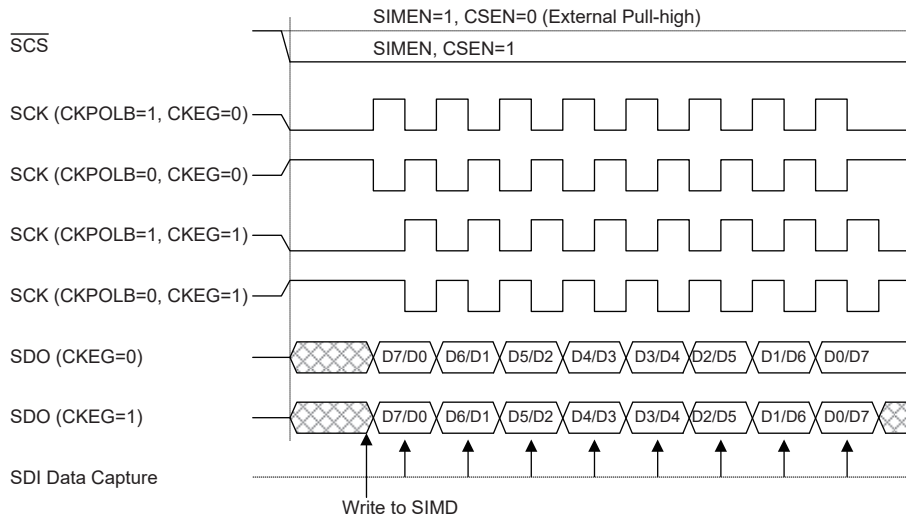 SIMEN=1, CSEN=0 (External Pull-high)
SCS
SIMEN, CSEN=1
SCK (CKPOLB=1, CKEG=0)
SCK (CKPOLB=0, CKEG=0)
SCK (CKPOLB=1, CKEG=1)
SCK (CKPOLB=0, CKEG=1)
SDO (CKEG=0) D7/D0 D6/D1 D5/D2 D4/D3 D3/D4 D2/D5 D1/D6 D0/D7
SDO (CKEG=1) D7/D0 D6/D1 D5/D2 D4/D3 D3/D4 D2/D5 D1/D6 D0/D7
SDI Data Capture
Write to SIMD